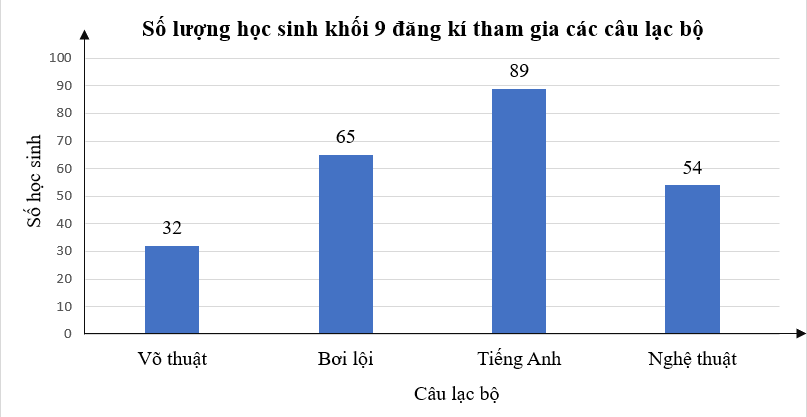 Số lượng học sinh khối 9 đăng kí tham gia các câu lạc bộ
Số học sinh
100
90
80
70
60
50
40
30
20
10
0
32
65
89
54
Võ thuật
Bơi lội
Tiếng Anh
Nghệ thuật
Câu lạc bộ